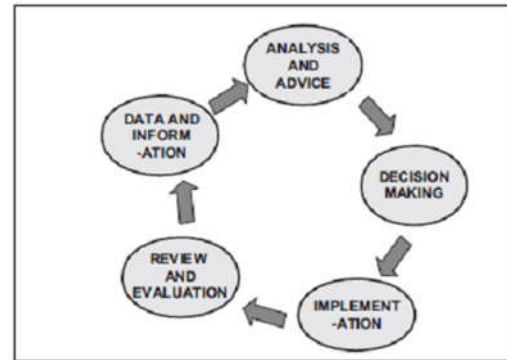 ANALYSIS
AND
ADVICE
DECISION
MAKING
IMPLEMENT
-ATION
REVIEW
AND
EVALUATION
DATA AND
INFORM
-ATION